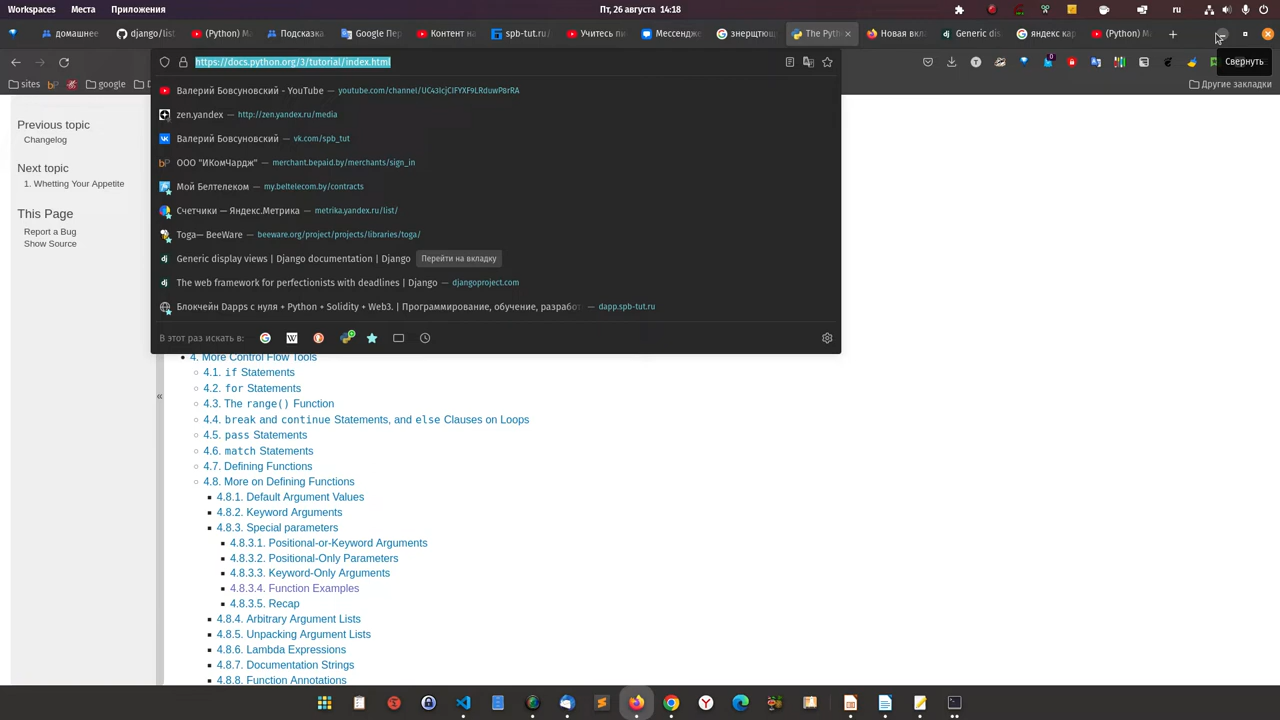 Workspaces Места Приложения Пт, 26 августа 14:18 ru
домашнее django/list (Python) Ма Подсказка Google Пер Контент на spb-tut.ru/ Учитесь пи Мессендже знерщтющ The Pyth Новая вкл Generic dis яндекс кар (Python) М
https://docs.python.org/3/tutorial/index.html
Свернуть
sites google Другие закладки
Валерий Бовсуновский - YouTube — youtube.com/channel/UC43IcjCIFYXF9LRduwP8rRA
zen.yandex — http://zen.yandex.ru/media
Валерий Бовсуновский — vk.com/spb_tut
ООО "ИКомЧардж" — merchant.bepaid.by/merchants/sign_in
Мой Белтелеком — my.beltelecom.by/contracts
Счетчики — Яндекс.Метрика — metrika.yandex.ru/list/
Toga— BeeWare — beeware.org/project/projects/libraries/toga/
Generic display views | Django documentation | Django Перейти на вкладку
The web framework for perfectionists with deadlines | Django — djangoproject.com
Блокчейн Dapps с нуля + Python + Solidity + Web3. | Программирование, обучение, разработ — dapp.spb-tut.ru
В этот раз искать в:
Previous topic
Changelog
Next topic
1. Whetting Your Appetite
This Page
Report a Bug
Show Source
«
4. More Control Flow Tools
4.1. if Statements
4.2. for Statements
4.3. The range() Function
4.4. break and continue Statements, and else Clauses on Loops
4.5. pass Statements
4.6. match Statements
4.7. Defining Functions
4.8. More on Defining Functions
4.8.1. Default Argument Values
4.8.2. Keyword Arguments
4.8.3. Special parameters
4.8.3.1. Positional-or-Keyword Arguments
4.8.3.2. Positional-Only Parameters
4.8.3.3. Keyword-Only Arguments
4.8.3.4. Function Examples
4.8.3.5. Recap
4.8.4. Arbitrary Argument Lists
4.8.5. Unpacking Argument Lists
4.8.6. Lambda Expressions
4.8.7. Documentation Strings
4.8.8. Function Annotations